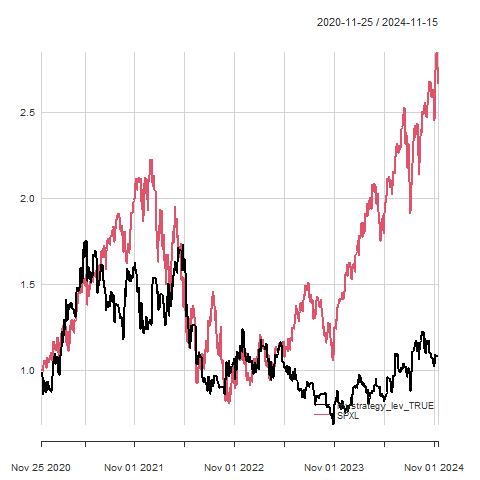 2020-11-25 / 2024-11-15
2.5
2.0
1.5
1.0
strategy_lev_TRUE
SPXL
Nov 25 2020
Nov 01 2021
Nov 01 2022
Nov 01 2023
Nov 01 2024